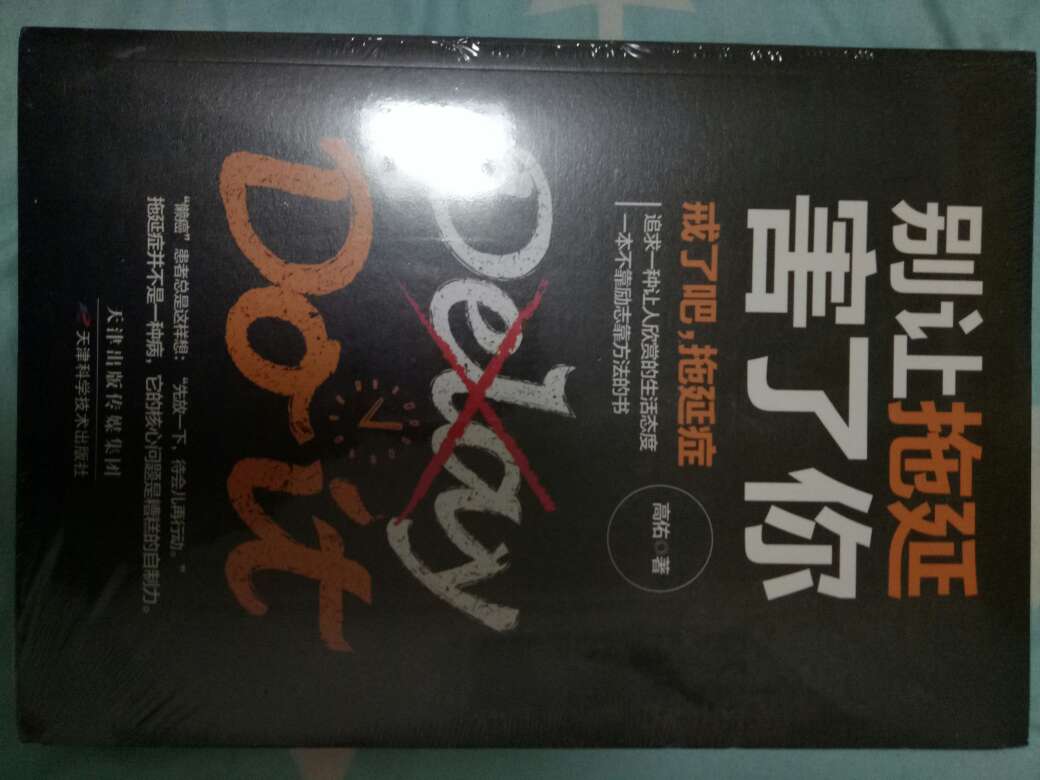 别让拖延
害了你
戒了吧，拖延症
追求一种让人欣赏的生活态度
一本不靠励志靠方法的书
高佑◎著
Delay
Do it
“懒癌”患者总是这样想：“先放一下，待会儿再行动。”
拖延症并不是一种病，它的核心问题是糟糕的自制力。
天津出版传媒集团
天津科学技术出版社